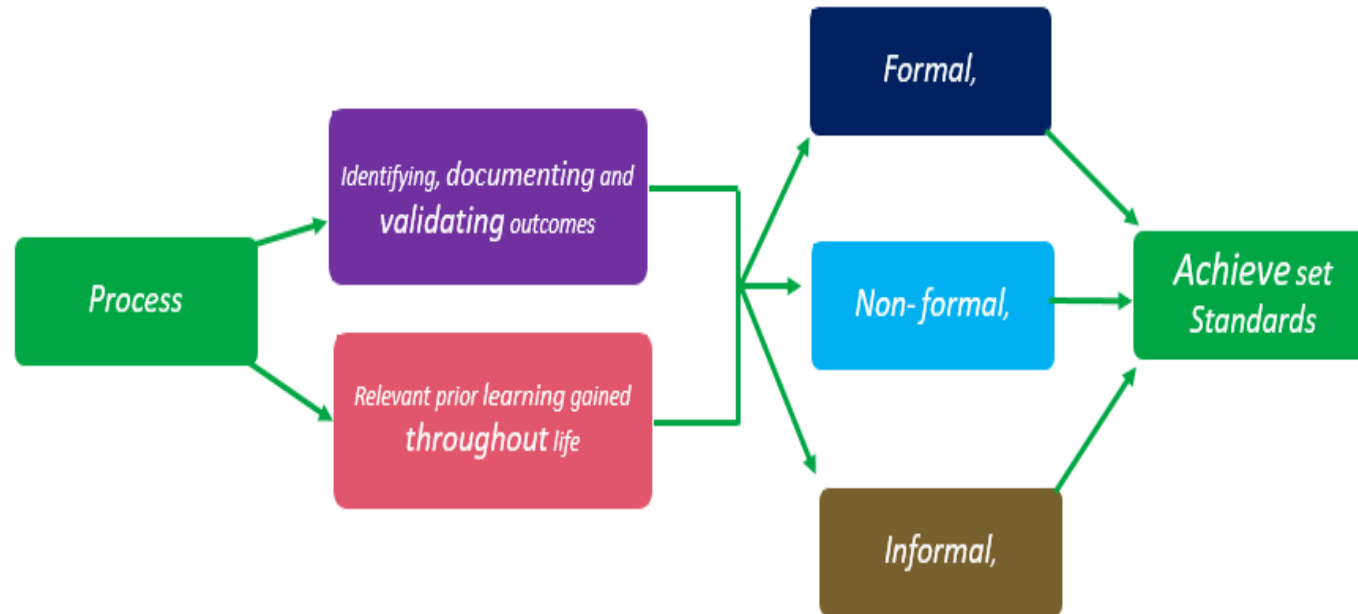 Process
Identifying, documenting and
validating outcomes
Relevant prior learning gained
throughout life
Formal,
Non- formal,
Informal,
Achieve set
Standards